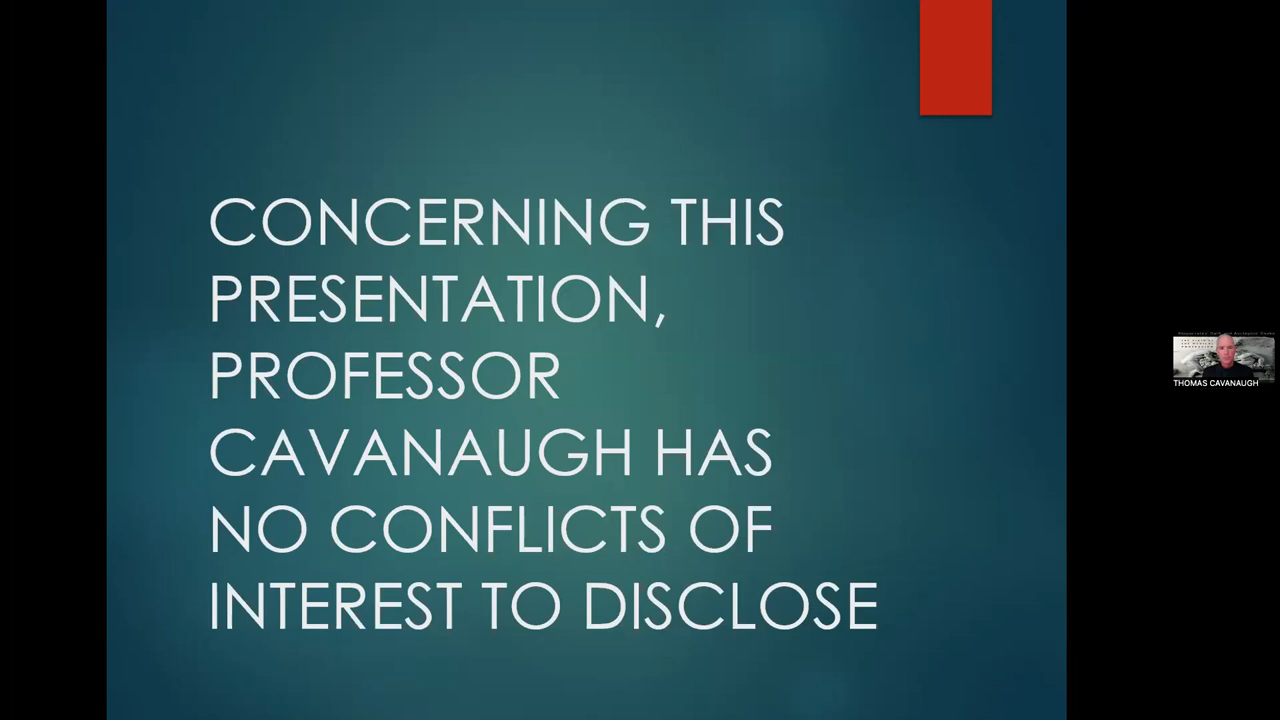 CONCERNING THIS
PRESENTATION,
PROFESSOR
CAVANAUGH HAS
NO CONFLICTS OF
INTEREST TO DISCLOSE
THOMAS CAVANAUGH